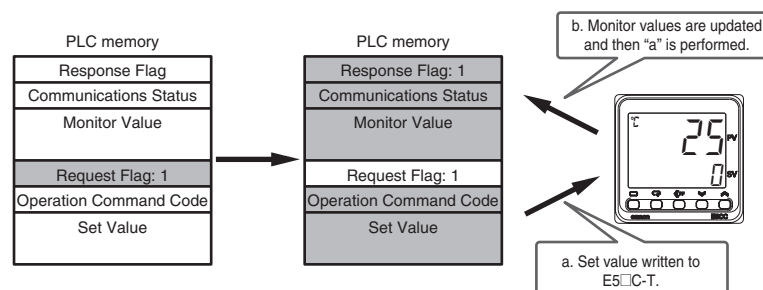 PLC memory
Response Flag
Communications Status
Monitor Value
Request Flag: 1
Operation Command Code
Set Value
PLC memory
Response Flag: 1
Communications Status
Monitor Value
Request Flag: 1
Operation Command Code
Set Value
b. Monitor values are updated
and then “a” is performed.
°C
25
PV
0
SV
a. Set value written to
E5□C-T.